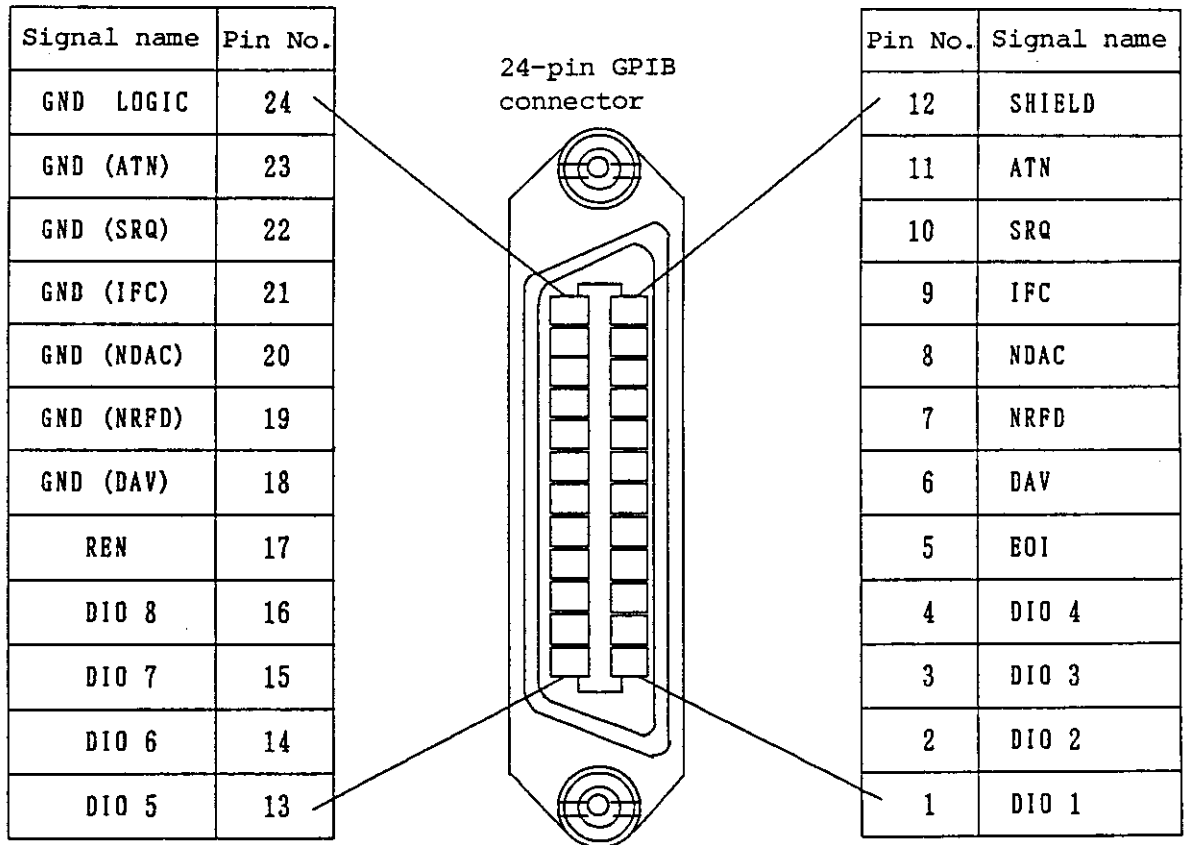 Signal name Pin No.
GND LOGIC 24
GND (ATN) 23
GND (SRQ) 22
GND (IFC) 21
GND (NDAC) 20
GND (NRFD) 19
GND (DAV) 18
REN 17
DIO 8 16
DIO 7 15
DIO 6 14
DIO 5 13
24-pin GPIB
connector
Pin No. Signal name
12 SHIELD
11 ATN
10 SRQ
9 IFC
8 NDAC
7 NRFD
6 DAV
5 EOI
4 DIO 4
3 DIO 3
2 DIO 2
1 DIO 1